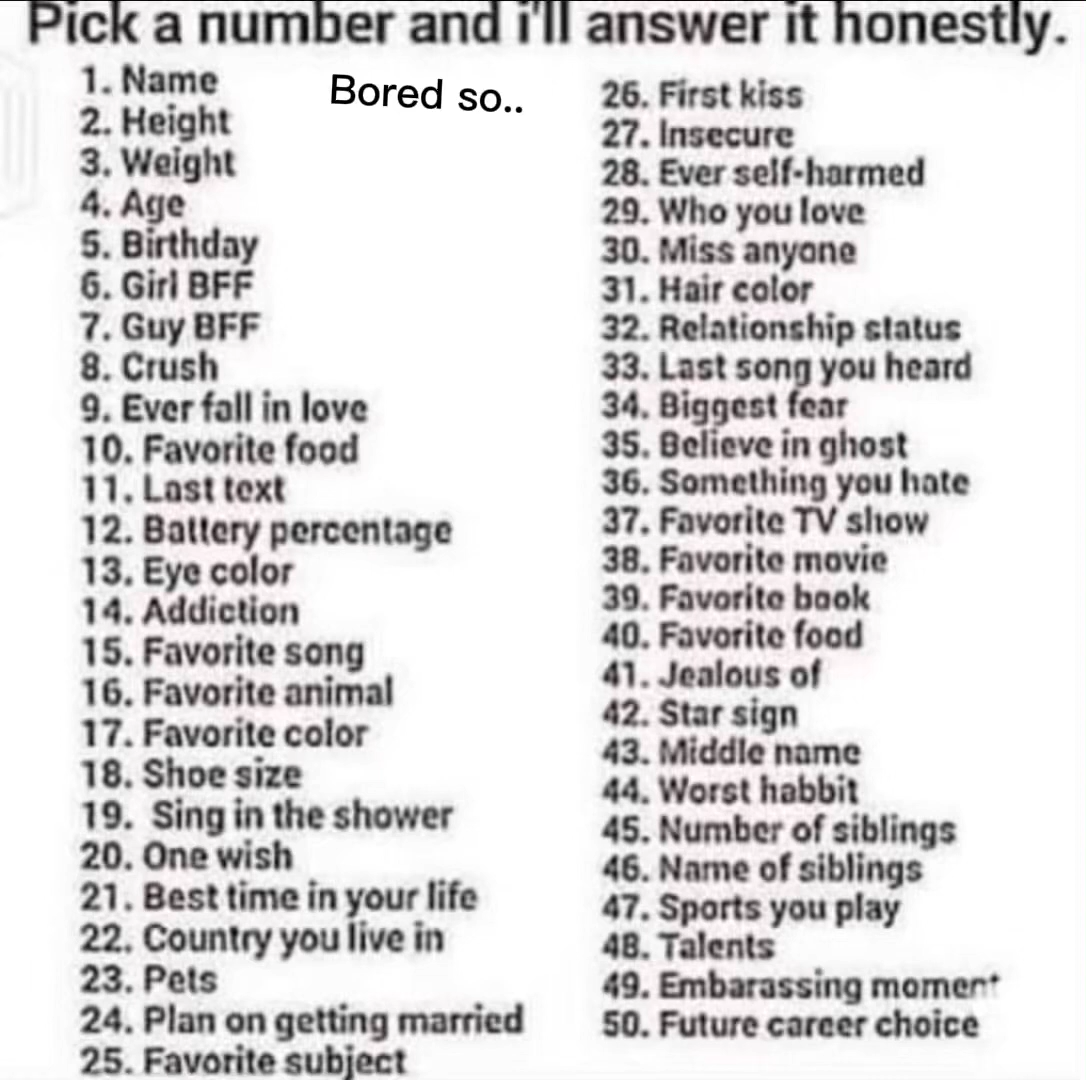 Pick a number and i'll answer it honestly.
Bored so..
1. Name
2. Height
3. Weight
4. Age
5. Birthday
6. Girl BFF
7. Guy BFF
8. Crush
9. Ever fall in love
10. Favorite food
11. Last text
12. Battery percentage
13. Eye color
14. Addiction
15. Favorite song
16. Favorite animal
17. Favorite color
18. Shoe size
19. Sing in the shower
20. One wish
21. Best time in your life
22. Country you live in
23. Pets
24. Plan on getting married
25. Favorite subject
26. First kiss
27. Insecure
28. Ever self-harmed
29. Who you love
30. Miss anyone
31. Hair color
32. Relationship status
33. Last song you heard
34. Biggest fear
35. Believe in ghost
36. Something you hate
37. Favorite TV show
38. Favorite movie
39. Favorite book
40. Favorite food
41. Jealous of
42. Star sign
43. Middle name
44. Worst habbit
45. Number of siblings
46. Name of siblings
47. Sports you play
48. Talents
49. Embarassing moment
50. Future career choice